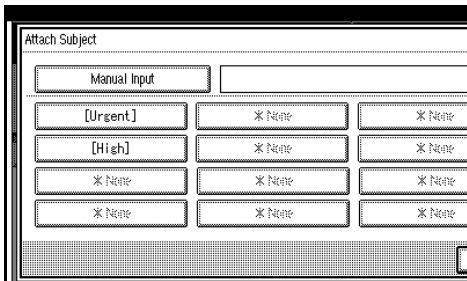 Attach Subject
Manual Input
[Urgent] * None * None
[High] * None * None
* None * None * None
* None * None * None